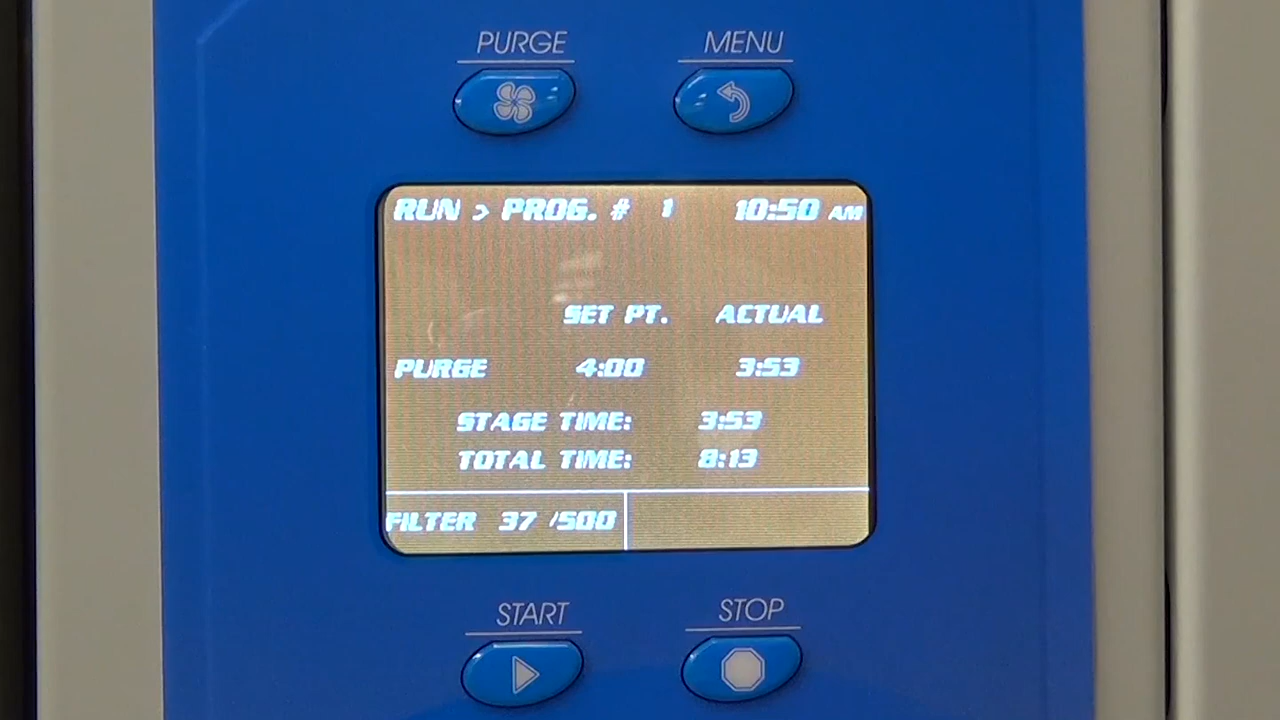 PURGE MENU
RUN > PROG. # 1 10:50 AM
SET PT. ACTUAL
PURGE 4:00 3:53
STAGE TIME: 3:53
TOTAL TIME: 8:13
FILTER 37 /500
START STOP